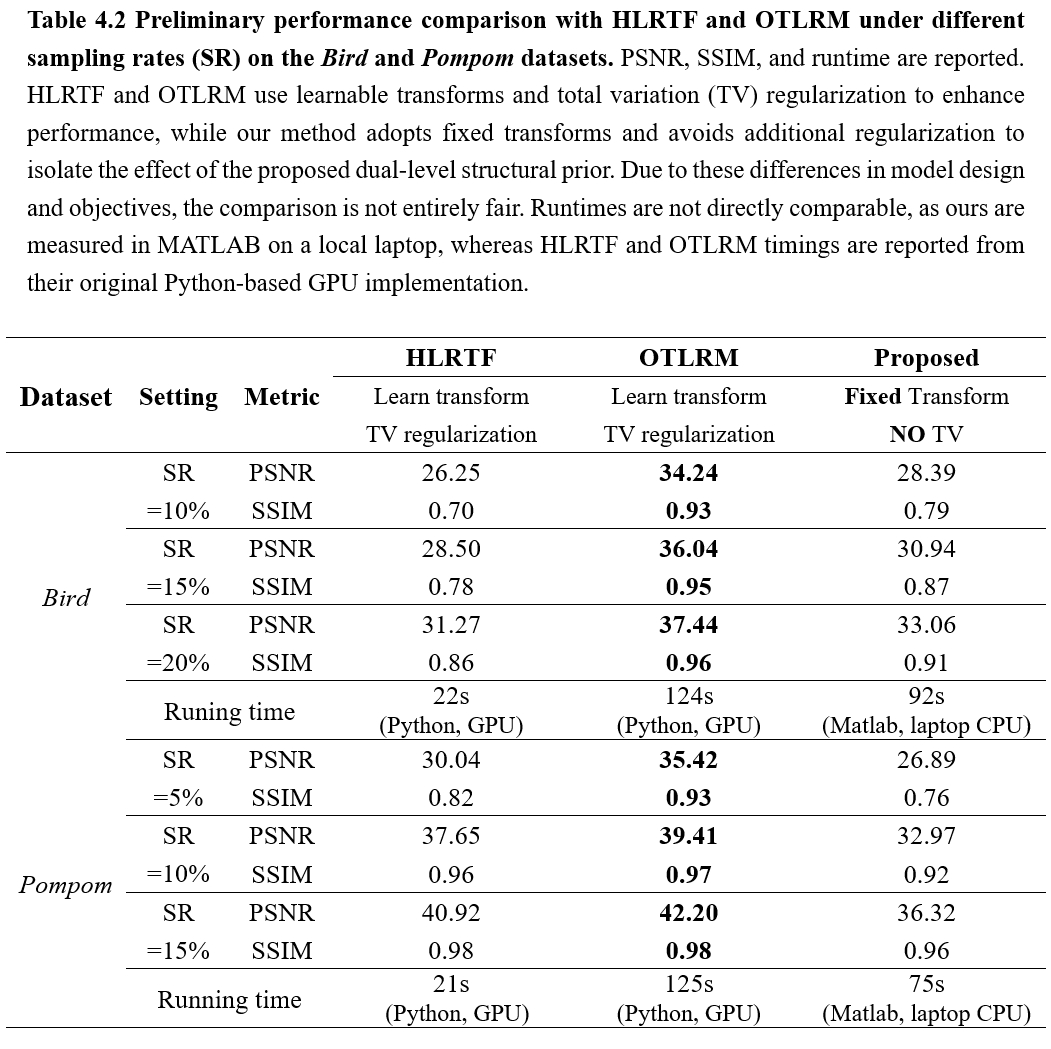 Table 4.2 Preliminary performance comparison with HLRTF and OTLRM under different
sampling rates (SR) on the Bird and Pompom datasets. PSNR, SSIM, and runtime are reported.
HLRTF and OTLRM use learnable transforms and total variation (TV) regularization to enhance
performance, while our method adopts fixed transforms and avoids additional regularization to
isolate the effect of the proposed dual-level structural prior. Due to these differences in model design
and objectives, the comparison is not entirely fair. Runtimes are not directly comparable, as ours are
measured in MATLAB on a local laptop, whereas HLRTF and OTLRM timings are reported from
their original Python-based GPU implementation.
HLRTF OTLRM Proposed
Dataset Setting Metric Learn transform Learn transform Fixed Transform
TV regularization TV regularization NO TV
SR PSNR 26.25 34.24 28.39
=10% SSIM 0.70 0.93 0.79
SR PSNR 28.50 36.04 30.94
Bird =15% SSIM 0.78 0.95 0.87
SR PSNR 31.27 37.44 33.06
=20% SSIM 0.86 0.96 0.91
Runing time 22s 124s 92s
(Python, GPU) (Python, GPU) (Matlab, laptop CPU)
SR PSNR 30.04 35.42 26.89
=5% SSIM 0.82 0.93 0.76
SR PSNR 37.65 39.41 32.97
Pompom =10% SSIM 0.96 0.97 0.92
SR PSNR 40.92 42.20 36.32
=15% SSIM 0.98 0.98 0.96
Running time 21s 125s 75s
(Python, GPU) (Python, GPU) (Matlab, laptop CPU)